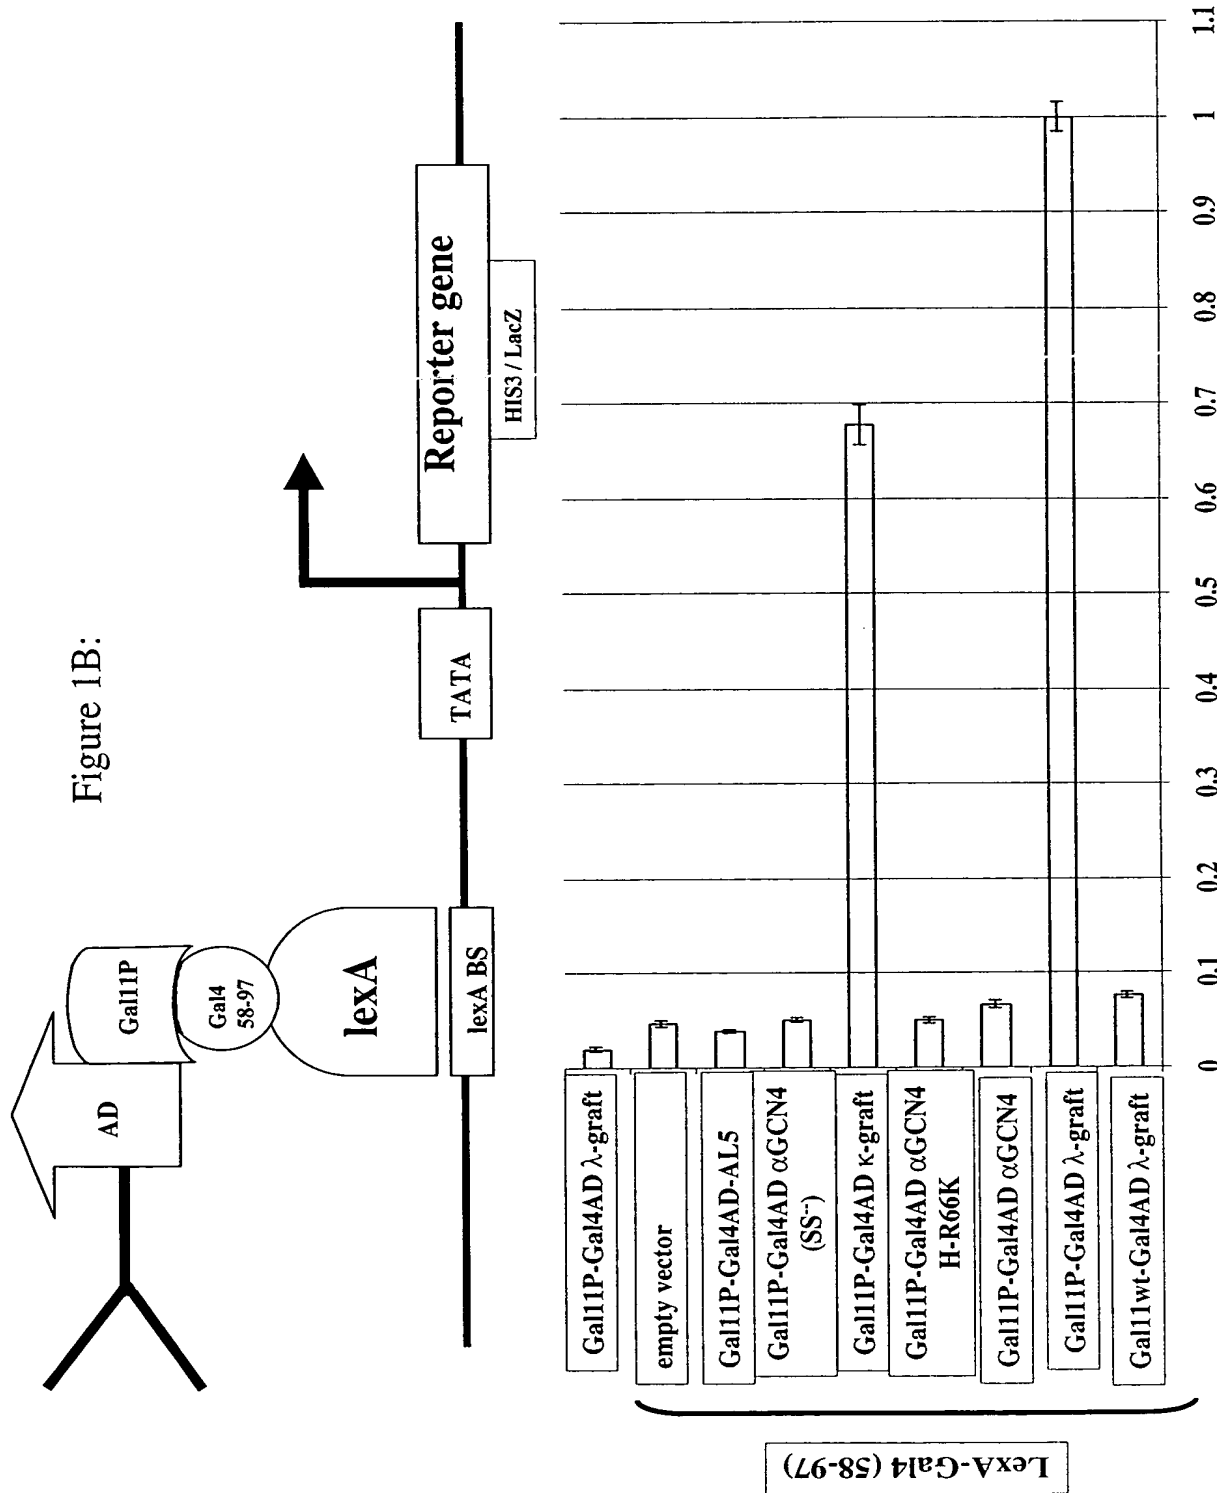 Figure 1B:
AD
Gal11P
Gal4
58-97
lexA
lexA BS
TATA
Reporter gene
HIS3 / LacZ
LexA-Gal4 (58-97)
Gal11P-Gal4AD λ-graft
empty vector
Gal11P-Gal4AD-AL5
Gal11P-Gal4AD αGCN4
(SS--)
Gal11P-Gal4AD κ-graft
Gal11P-Gal4AD αGCN4
H-R66K
Gal11P-Gal4AD αGCN4
Gal11P-Gal4AD λ-graft
Gal11wt-Gal4AD λ-graft
0
0.1
0.2
0.3
0.4
0.5
0.6
0.7
0.8
0.9
1
1.1